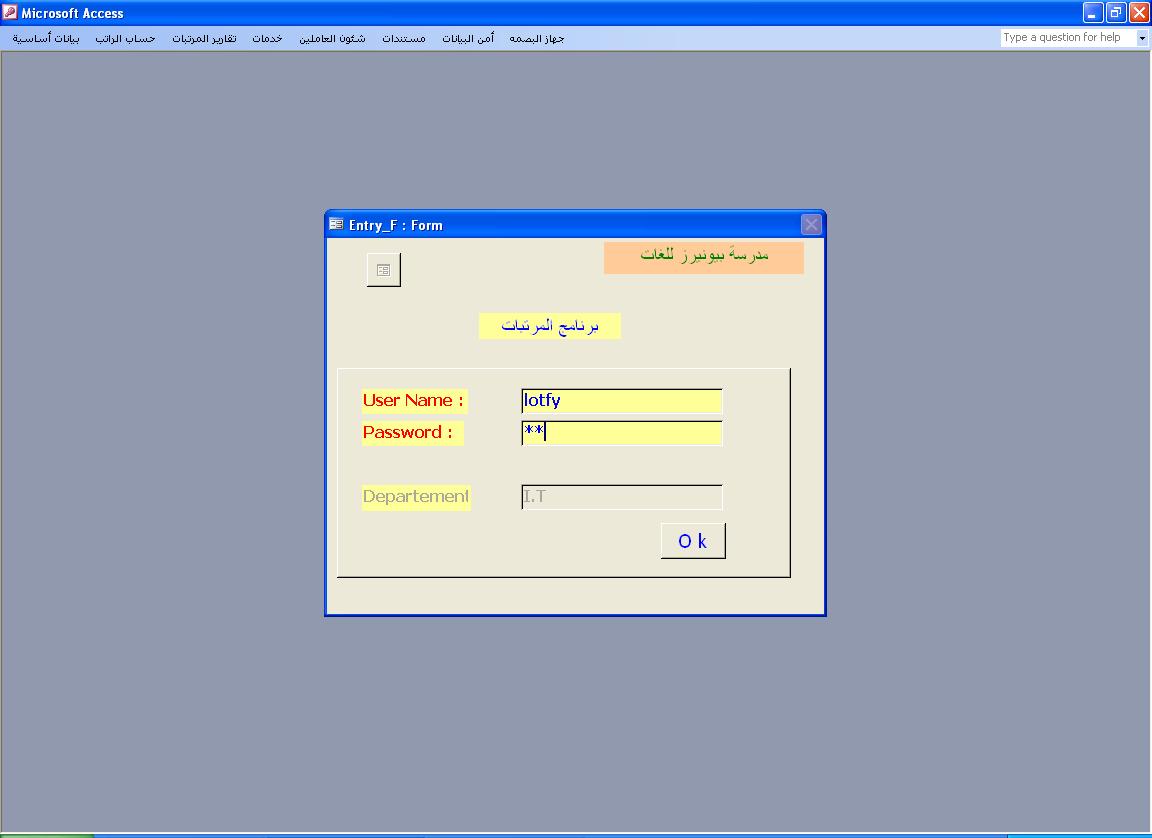 Microsoft Access
بيانات أساسية حساب الراتب تقارير المرتبات خدمات شئون العاملين مستندات أمن البيانات جهاز البصمه Type a question for help
Entry_F : Form
مدرسة بيونيرز للغات
برنامج المرتبات
User Name : lotfy
Password : **
Departement I.T
O k